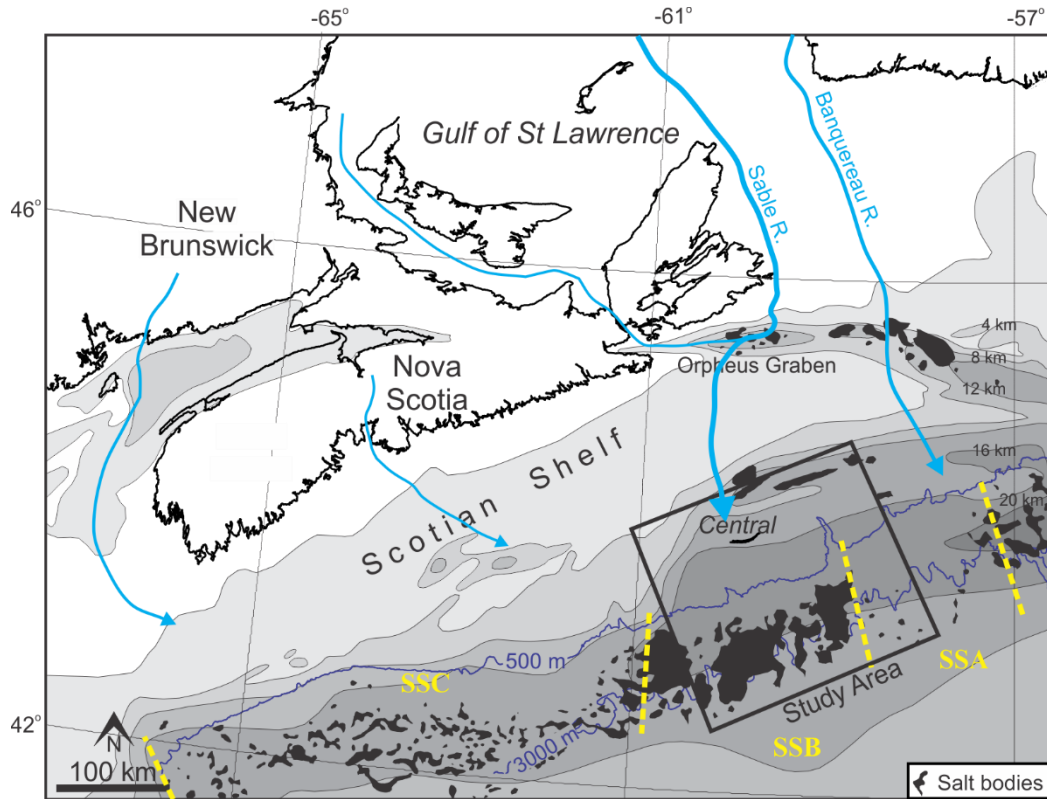 -65°
-61°
-57°
Gulf of St Lawrence
Sable R.
Banquereau R.
46°
New
Brunswick
4 km
8 km
Orpheus Graben
12 km
Nova
Scotia
16 km
20 km
Scotian Shelf
Central
500 m
SSC
SSA
Study Area
42°
3000 m
SSB
N
100 km
Salt bodies